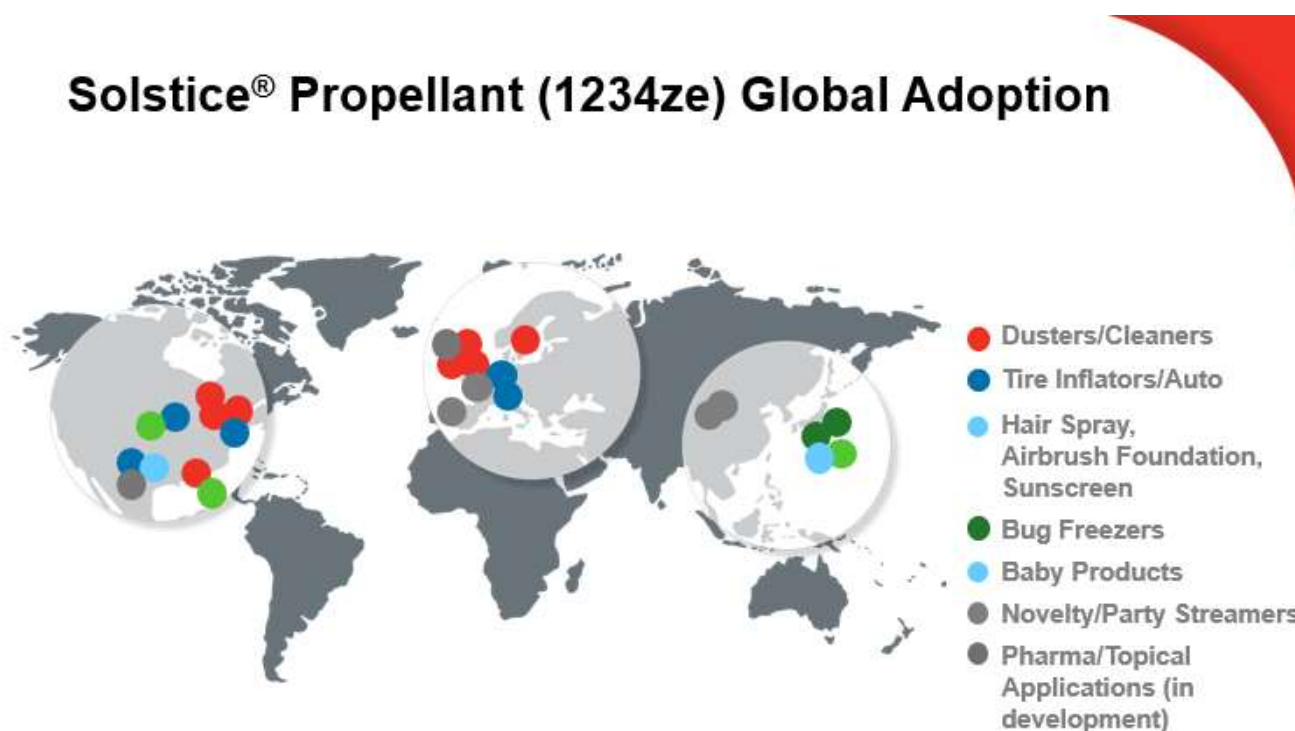 Solstice® Propellant (1234ze) Global Adoption
Dusters/Cleaners
Tire Inflators/Auto
Hair Spray,
Airbrush Foundation,
Sunscreen
Bug Freezers
Baby Products
Novelty/Party Streamers
Pharma/Topical
Applications (in
development)